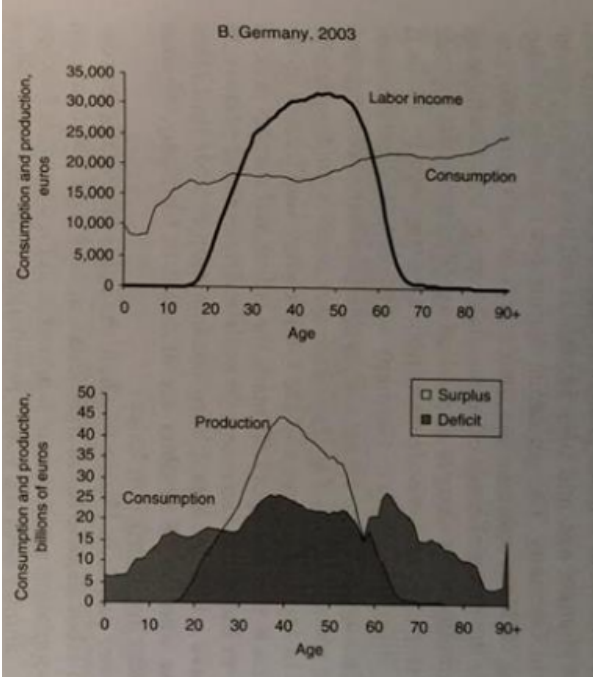 B. Germany, 2003
Consumption and production,
euros
35,000
30,000
25,000
20,000
15,000
10,000
5,000
0
Labor income
Consumption
0 10 20 30 40 50 60 70 80 90+
Age
Consumption and production,
billions of euros
50
45
40
35
30
25
20
15
10
5
0
Production
Consumption
Surplus
Deficit
0 10 20 30 40 50 60 70 80 90+
Age